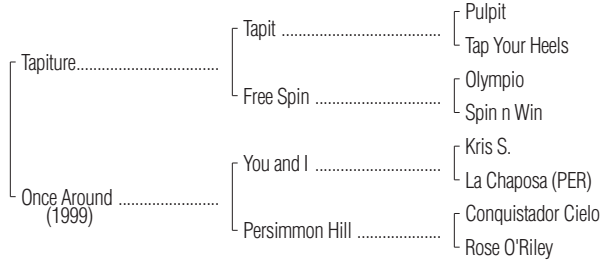 Pulpit
Tapit
Tap Your Heels
Tapiture
Olympio
Free Spin
Spin n Win
Kris S.
You and I
La Chaposa (PER)
Once Around
(1999)
Conquistador Cielo
Persimmon Hill
Rose O'Riley